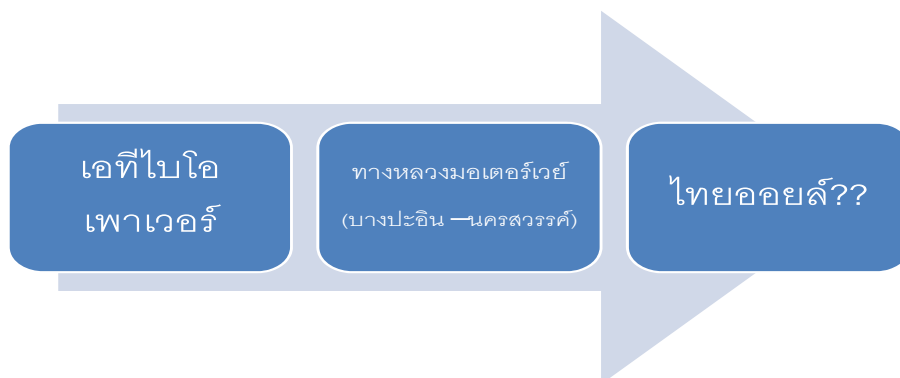 เอทีไบโอ
เพาเวอร์
ทางหลวงมอเตอร์เวย์
(บางปะอิน –นครสวรรค์)
ไทยออยล์??